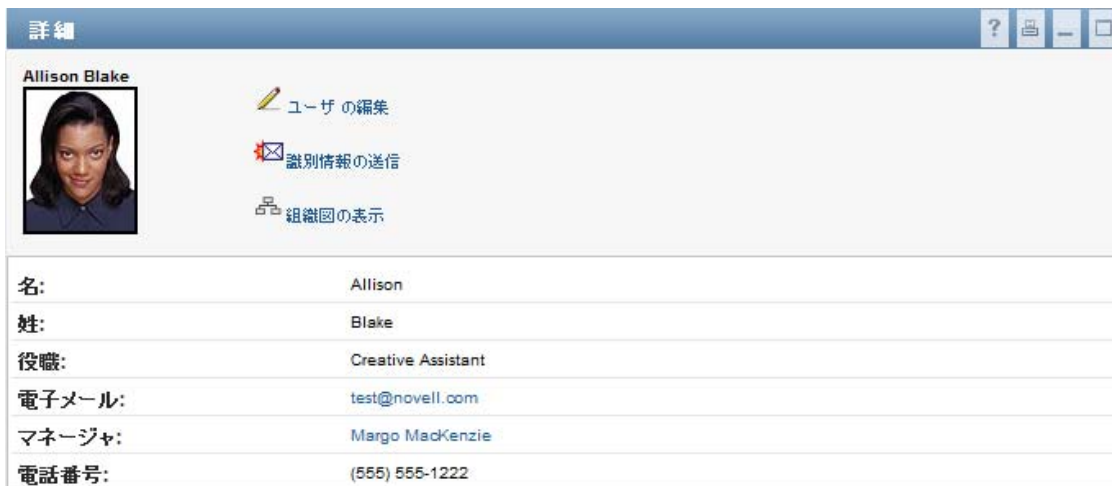 詳細
?
Allison Blake
ユーザ の編集
識別情報の送信
組織図の表示
名: Allison
姓: Blake
役職: Creative Assistant
電子メール: test@novell.com
マネージャ: Margo MacKenzie
電話番号: (555) 555-1222